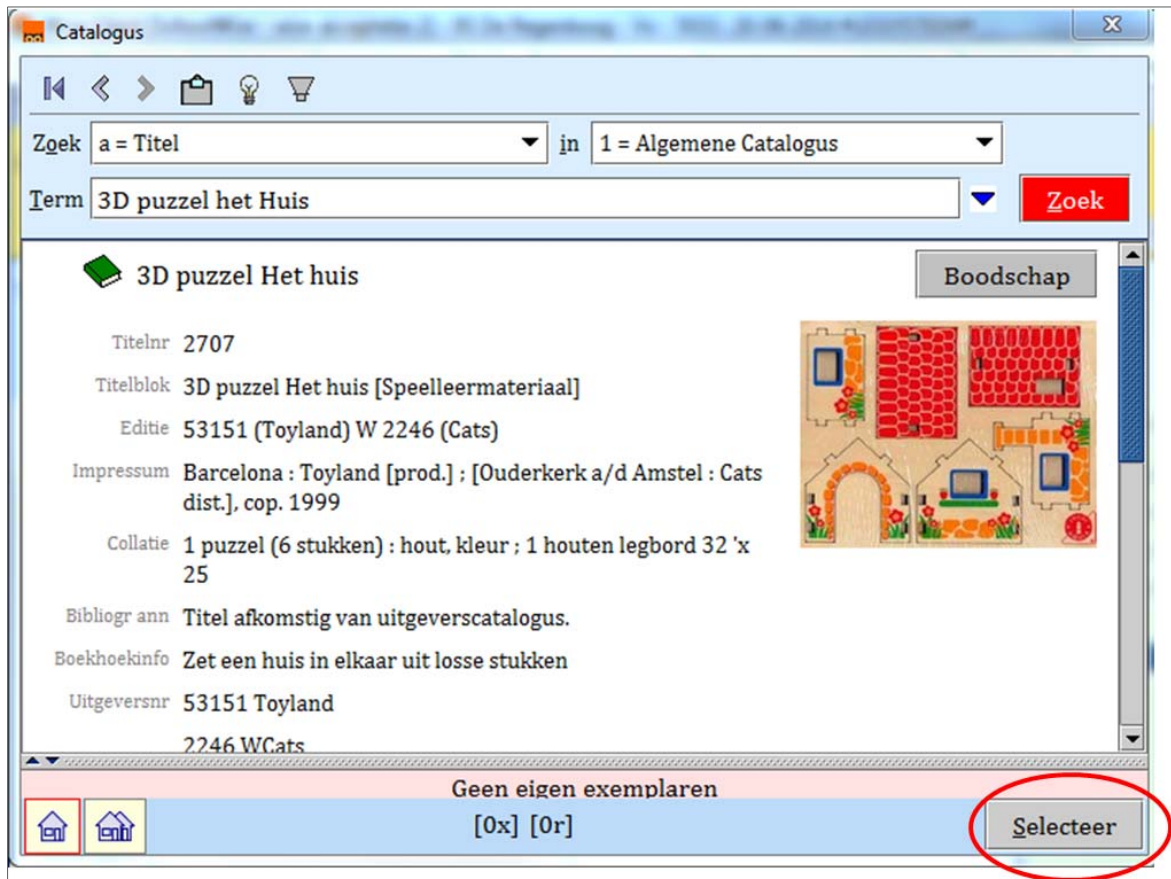 Catalogus
Zoek a = Titel in 1 = Algemene Catalogus
Term 3D puzzel het Huis Zoek
3D puzzel Het huis Boodschap
Titelnr 2707
Titelblok 3D puzzel Het huis [Speelleermateriaal]
Editie 53151 (Toyland) W 2246 (Cats)
Impressum Barcelona : Toyland [prod.] ; [Ouderkerk a/d Amstel : Cats
dist.], cop. 1999
Collatie 1 puzzel (6 stukken) : hout, kleur ; 1 houten legbord 32 'x
25
Bibliogr ann Titel afkomstig van uitgeverscatalogus.
Boekhoekinfo Zet een huis in elkaar uit losse stukken
Uitgeversnr 53151 Toyland
2246 WCats
Geen eigen exemplaren
[0x] [0r] Selecteer